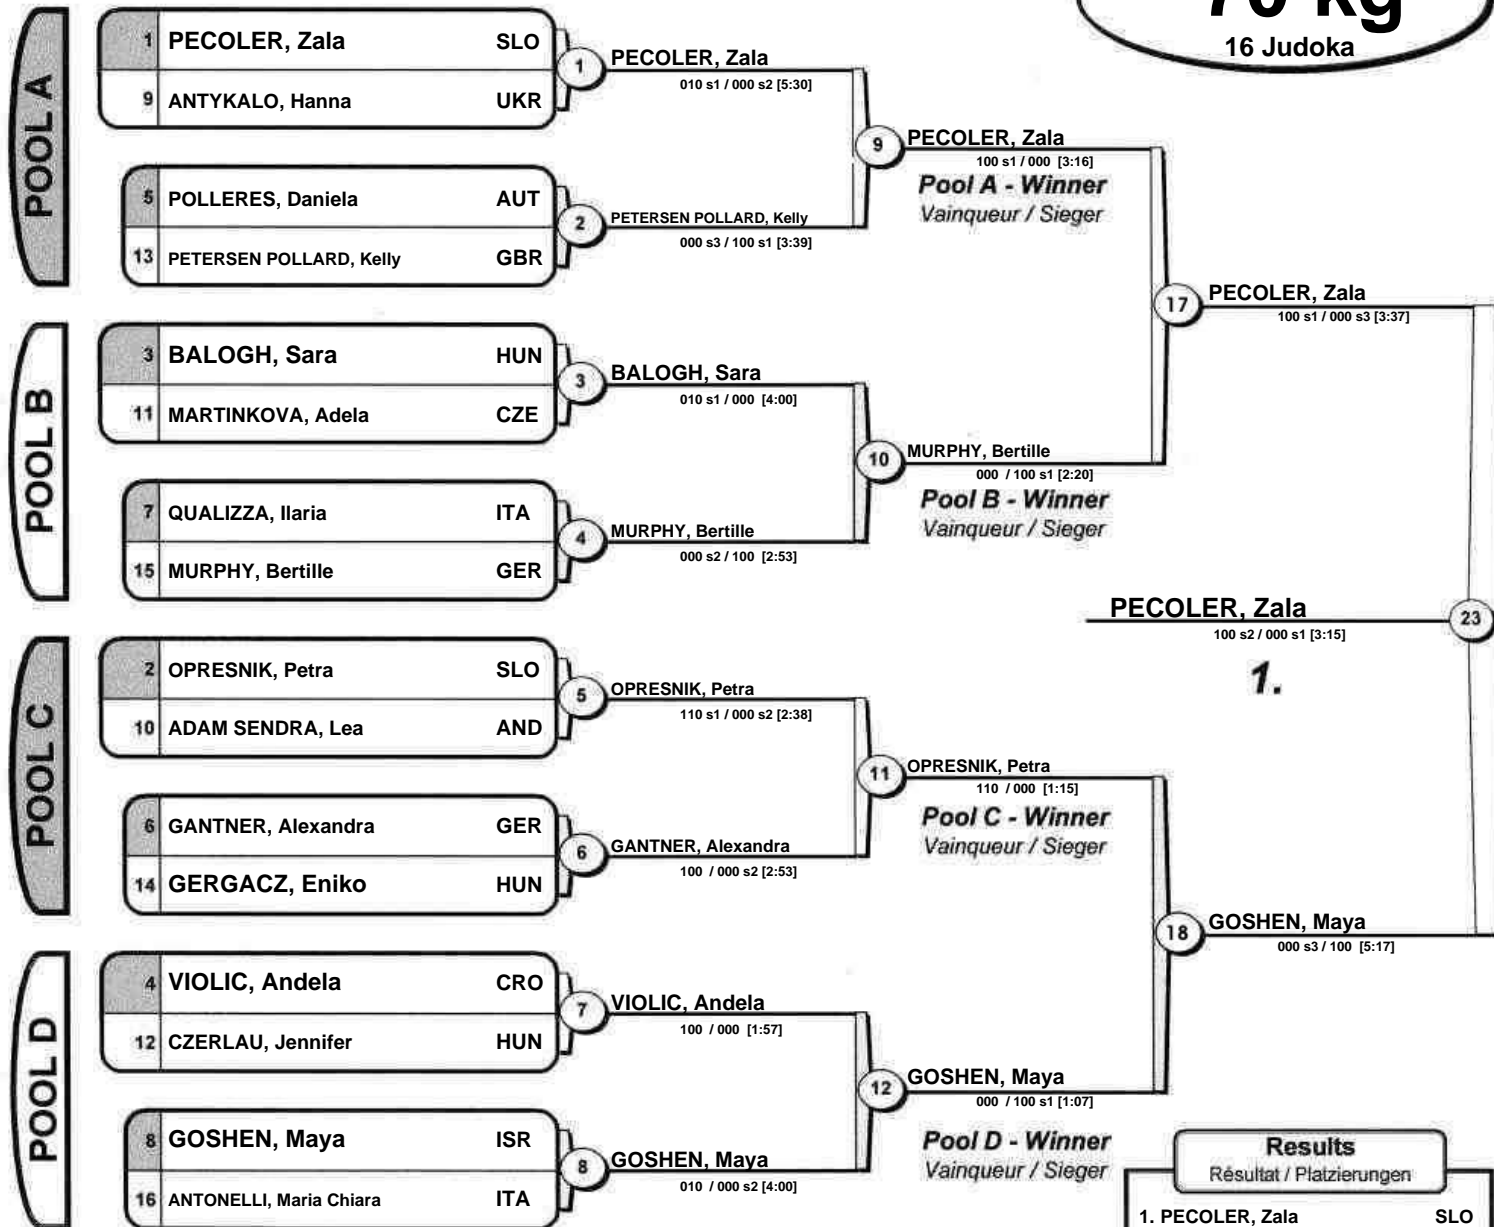 70 kg
16 Judoka
POOL A
1 PECOLER, Zala SLO
9 ANTYKALO, Hanna UKR
1
PECOLER, Zala
010 s1 / 000 s2 [5:30]
5 POLLERES, Daniela AUT
13 PETERSEN POLLARD, Kelly GBR
2
PETERSEN POLLARD, Kelly
000 s3 / 100 s1 [3:39]
9
PECOLER, Zala
100 s1 / 000 [3:16]
Pool A - Winner
Vainqueur / Sieger
POOL B
3 BALOGH, Sara HUN
11 MARTINKOVA, Adela CZE
3
BALOGH, Sara
010 s1 / 000 [4:00]
7 QUALIZZA, Ilaria ITA
15 MURPHY, Bertille GER
4
MURPHY, Bertille
000 s2 / 100 [2:53]
10
MURPHY, Bertille
000 / 100 s1 [2:20]
Pool B - Winner
Vainqueur / Sieger
17
PECOLER, Zala
100 s1 / 000 s3 [3:37]
PECOLER, Zala
23
100 s2 / 000 s1 [3:15]
1.
POOL C
2 OPRESNIK, Petra SLO
10 ADAM SENDRA, Lea AND
5
OPRESNIK, Petra
110 s1 / 000 s2 [2:38]
6 GANTNER, Alexandra GER
14 GERGACZ, Eniko HUN
6
GANTNER, Alexandra
100 / 000 s2 [2:53]
11
OPRESNIK, Petra
110 / 000 [1:15]
Pool C - Winner
Vainqueur / Sieger
POOL D
4 VIOLIC, Andela CRO
12 CZERLAU, Jennifer HUN
7
VIOLIC, Andela
100 / 000 [1:57]
8 GOSHEN, Maya ISR
16 ANTONELLI, Maria Chiara ITA
8
GOSHEN, Maya
010 / 000 s2 [4:00]
12
GOSHEN, Maya
000 / 100 s1 [1:07]
Pool D - Winner
Vainqueur / Sieger
18
GOSHEN, Maya
000 s3 / 100 [5:17]
Results
Résultat / Platzierungen
1. PECOLER, Zala SLO